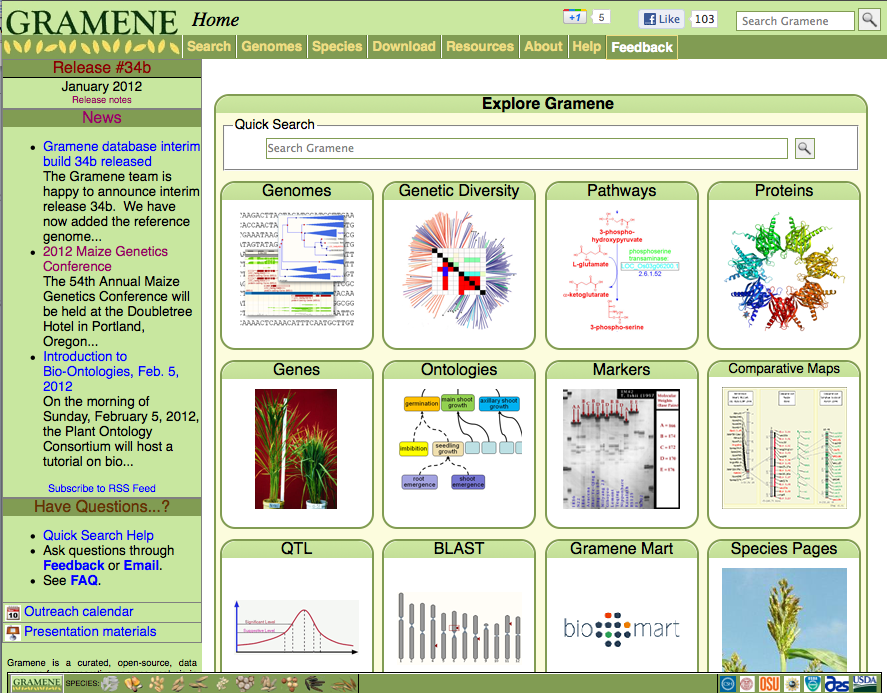 GRAMENE Home
+1 5
Like 103
Search Gramene
Search Genomes Species Download Resources About Help Feedback
Release #34b
January 2012
Release notes
News
Gramene database interim
build 34b released
The Gramene team is
happy to announce interim
release 34b. We have
now added the reference
genome...
2012 Maize Genetics
Conference
The 54th Annual Maize
Genetics Conference will
be held at the Doubletree
Hotel in Portland,
Oregon...
Introduction to
Bio-Ontologies, Feb. 5,
2012
On the morning of
Sunday, February 5, 2012,
the Plant Ontology
Consortium will host a
tutorial on bio...
Subscribe to RSS Feed
Have Questions...?
Quick Search Help
Ask questions through
Feedback or Email.
See FAQ.
10 Outreach calendar
Presentation materials
Gramene is a curated, open-source, data
Explore Gramene
Quick Search
Search Gramene
Genomes
Genetic Diversity
Pathways
3-phospho-
hydroxypyruvate
phosphoserine
transaminase,
L-glutamate
2.6.1.52
α-ketoglutarate
3-phospho-serine
Proteins
Genes
Ontologies
germination
main shoot
growth
axillary shoot
growth
imbibition
seedling
growth
root
emergence
shoot
emergence
Markers
Comparative Maps
QTL
Significant Level
Suggestive Level
BLAST
Gramene Mart
bio mart
Species Pages
GRAMENE SPECIES:
OSU
USDA